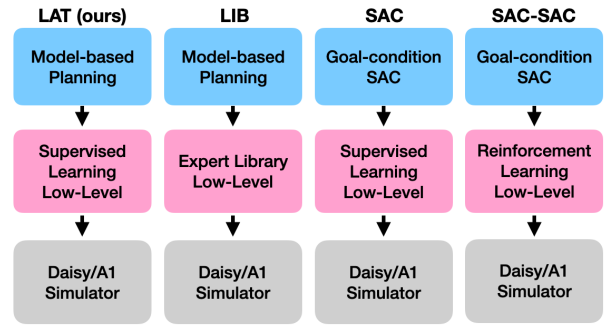 LAT (ours)
Model-based
Planning
Supervised
Learning
Low-Level
Daisy/A1
Simulator
LIB
Model-based
Planning
Expert Library
Low-Level
Daisy/A1
Simulator
SAC
Goal-condition
SAC
Supervised
Learning
Low-Level
Daisy/A1
Simulator
SAC-SAC
Goal-condition
SAC
Reinforcement
Learning
Low-Level
Daisy/A1
Simulator